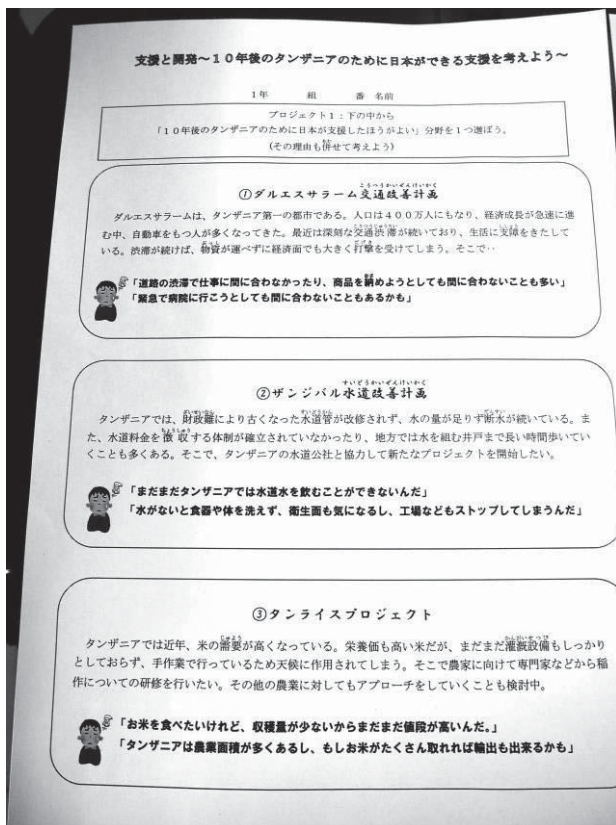 支援と開発～10年後のタンザニアのために日本ができる支援を考えよう～
1年　　組　　番 名前
プロジェクト1：下の中から
「10年後のタンザニアのために日本が支援したほうがよい」分野を1つ選ぼう。
(その理由も併せて考えよう)
①ダルエスサラーム交通改善計画
ダルエスサラームは、タンザニア第一の都市である。人口は400万人にもなり、経済成長が急速に進
む中、自動車をもつ人が多くなってきた。最近は深刻な交通渋滞が続いており、生活に支障をきたして
いる。渋滞が続けば、物資が運べずに経済面でも大きく打撃を受けてしまう。そこで‥
「道路の渋滞で仕事に間に合わなかったり、商品を納めようとしても間に合わないことも多い」
「緊急で病院に行こうとしても間に合わないこともあるかも」
②ザンジバル水道改善計画
タンザニアでは、財政難により古くなった水道管が改修されず、水の量が足りず断水が続いている。ま
た、水道料金を徴収する体制が確立されていなかったり、地方では水を組む井戸まで長い時間歩いてい
くことも多くある。そこで、タンザニアの水道公社と協力して新たなプロジェクトを開始したい。
「まだまだタンザニアでは水道水を飲むことができないんだ」
「水がないと食器や体を洗えず、衛生面も気になるし、工場などもストップしてしまうんだ」
③タンライスプロジェクト
タンザニアでは近年、米の需要が高くなっている。栄養価も高い米だが、まだまだ灌漑設備もしっかり
としておらず、手作業で行っているため天候に作用されてしまう。そこで農家に向けて専門家などから稲
作についての研修を行いたい。その他の農業に対してもアプローチをしていくことも検討中。
「お米を食べたいけれど、収穫量が少ないからまだまだ値段が高いんだ。」
「タンザニアは農業面積が多くあるし、もしお米がたくさん取れれば輸出も出来るかも」